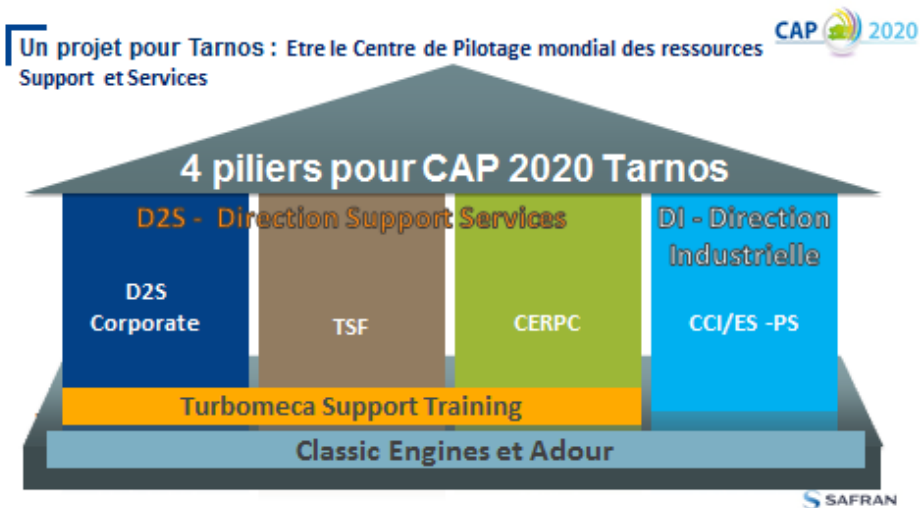 CAP 2020
Un projet pour Tarnos : Etre le Centre de Pilotage mondial des ressources
Support et Services
4 piliers pour CAP 2020 Tarnos
D2S - Direction Support Services
DI - Direction
Industrielle
D2S
Corporate
TSF
CERPC
CCI/ES -PS
Turbomeca Support Training
Classic Engines et Adour
SAFRAN